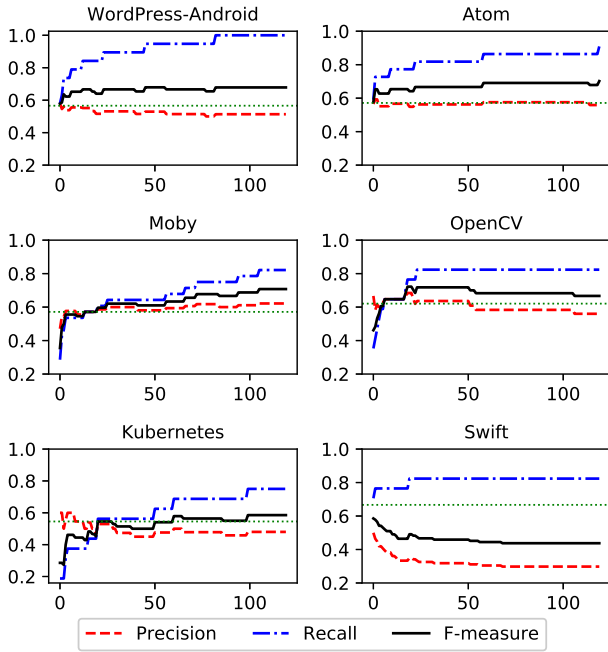 WordPress-Android Atom
1.0 1.0
0.8 0.8
0.6 0.6
0.4 0.4
0.2 0.2
0 50 100 0 50 100
Moby OpenCV
1.0 1.0
0.8 0.8
0.6 0.6
0.4 0.4
0.2 0.2
0 50 100 0 50 100
Kubernetes Swift
1.0 1.0
0.8 0.8
0.6 0.6
0.4 0.4
0.2 0.2
0 50 100 0 50 100
Precision Recall F-measure